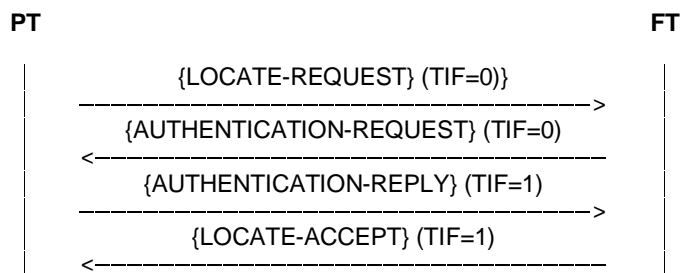 PT FT
{LOCATE-REQUEST} (TIF=0)}
{AUTHENTICATION-REQUEST} (TIF=0)
{AUTHENTICATION-REPLY} (TIF=1)
{LOCATE-ACCEPT} (TIF=1)